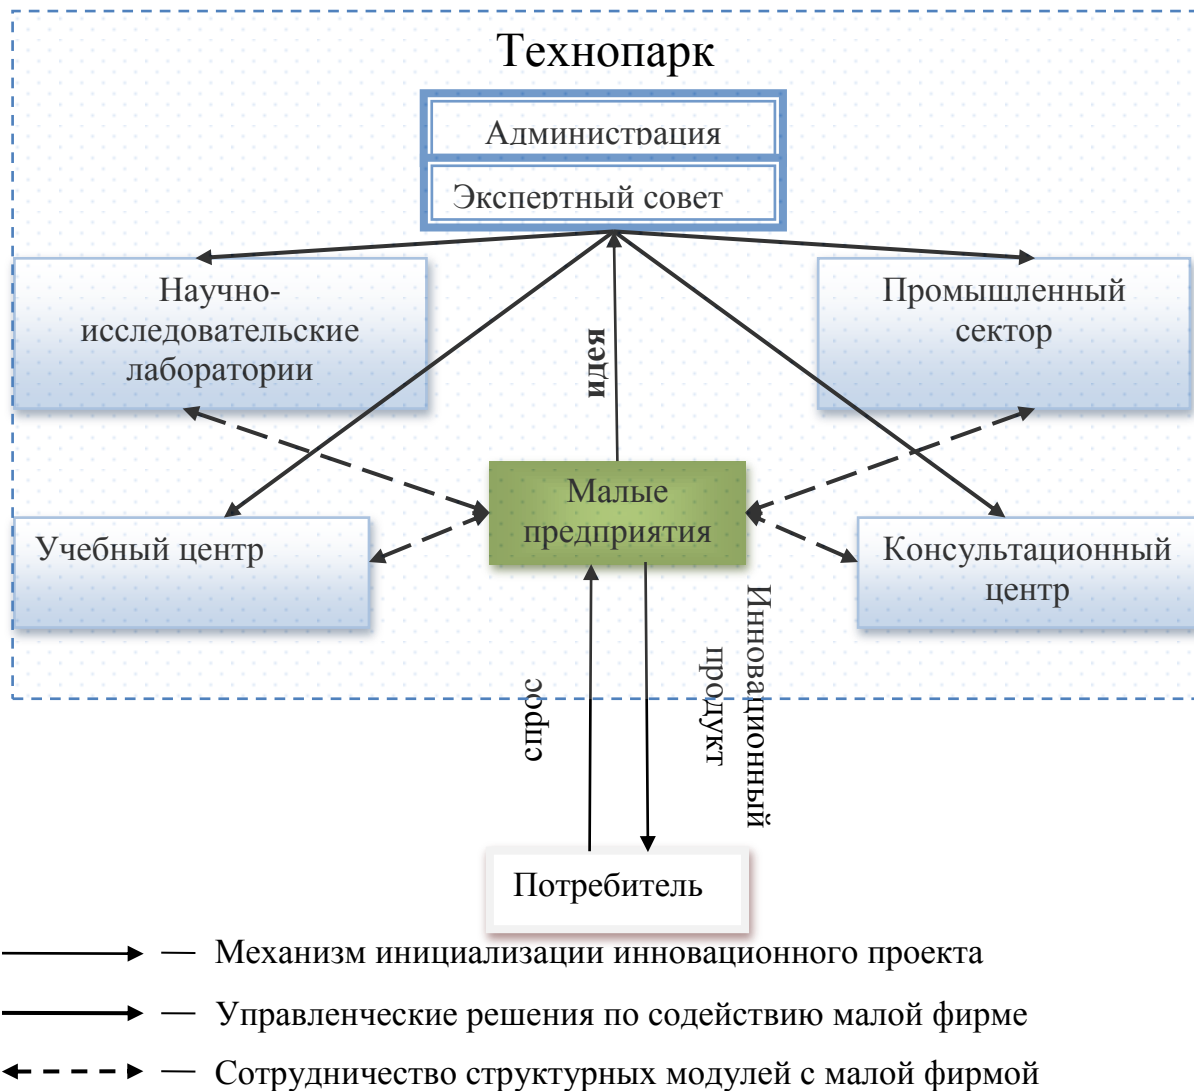 Технопарк
Администрация
Экспертный совет
Научно-
исследовательские
лаборатории
Промышленный
сектор
идея
Малые
предприятия
Учебный центр
Консультационный
центр
спрос
Инновационный
продукт
Потребитель
— Механизм инициализации инновационного проекта
— Управленческие решения по содействию малой фирме
— Сотрудничество структурных модулей с малой фирмой